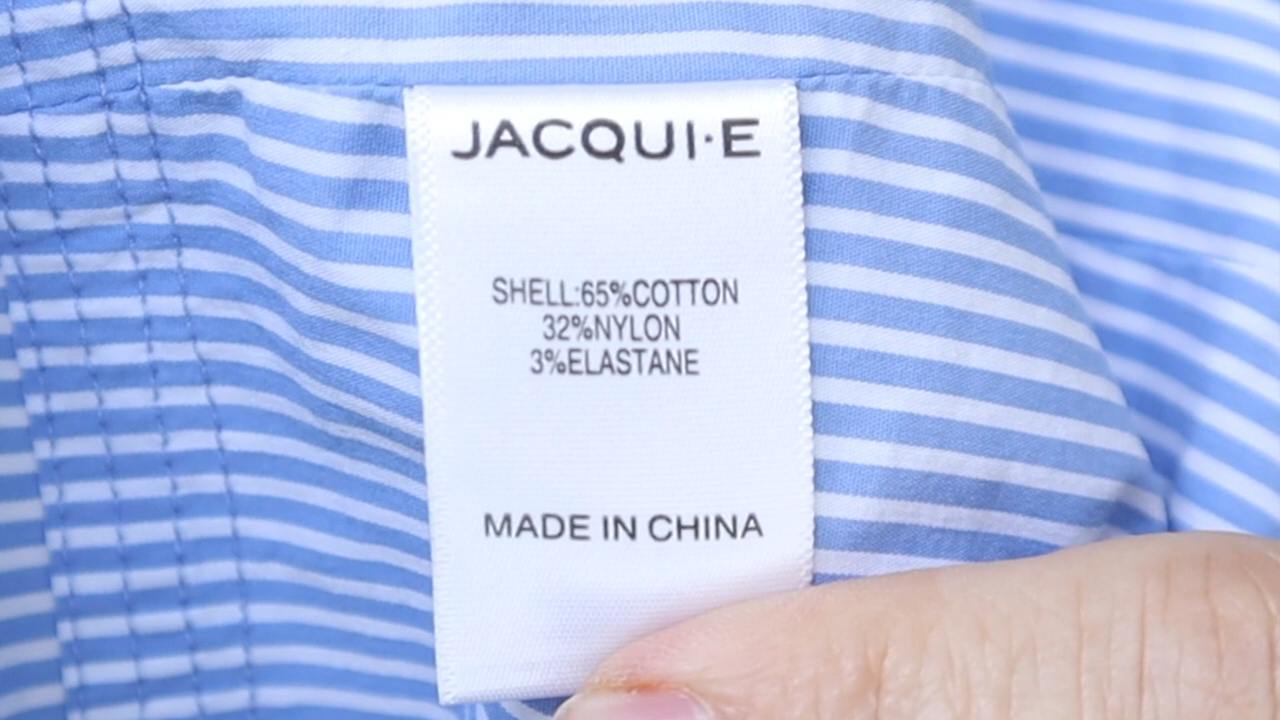 JACQUI·E
SHELL:65%COTTON
32%NYLON
3%ELASTANE
MADE IN CHINA